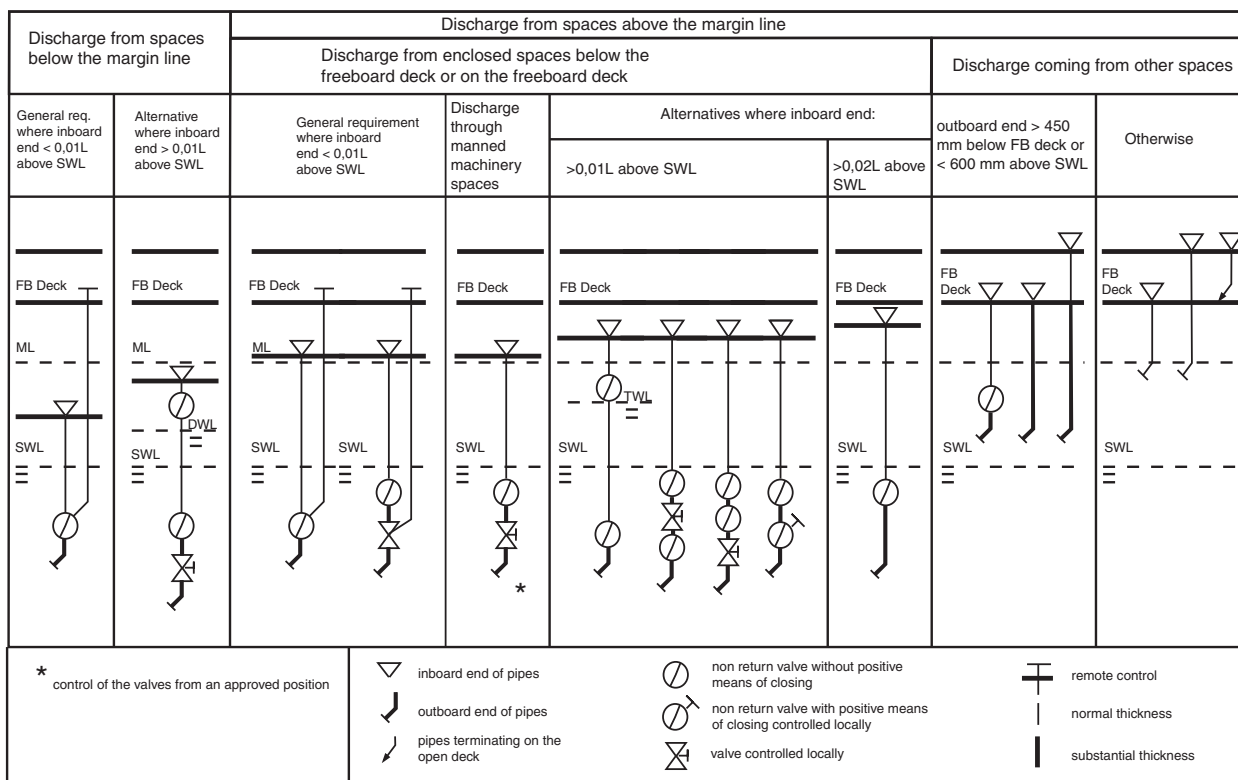 Discharge from spaces
below the margin line
Discharge from spaces above the margin line
Discharge from enclosed spaces below the
freeboard deck or on the freeboard deck
Discharge coming from other spaces
General req.
where inboard
end < 0,01L
above SWL
Alternative
where inboard
end > 0,01L
above SWL
General requirement
where inboard
end < 0,01L
above SWL
Discharge
through
manned
machinery
spaces
Alternatives where inboard end:
>0,01L above SWL
>0,02L above
SWL
outboard end > 450
mm below FB deck or
< 600 mm above SWL
Otherwise
FB Deck
ML
SWL
FB Deck
ML
DWL
SWL
FB Deck
ML
SWL
SWL
FB Deck
SWL
*
FB Deck
TWL
SWL
FB Deck
SWL
FB
Deck
SWL
FB
Deck
SWL
* control of the valves from an approved position
inboard end of pipes
outboard end of pipes
pipes terminating on the
open deck
non return valve without positive
means of closing
non return valve with positive means
of closing controlled locally
valve controlled locally
remote control
normal thickness
substantial thickness